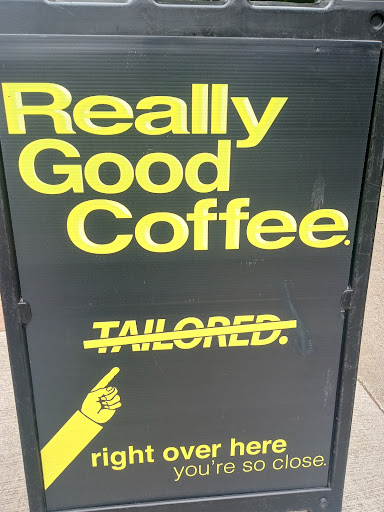 Really
Good
Coffee.
TAILORED.
right over here
you're so close.